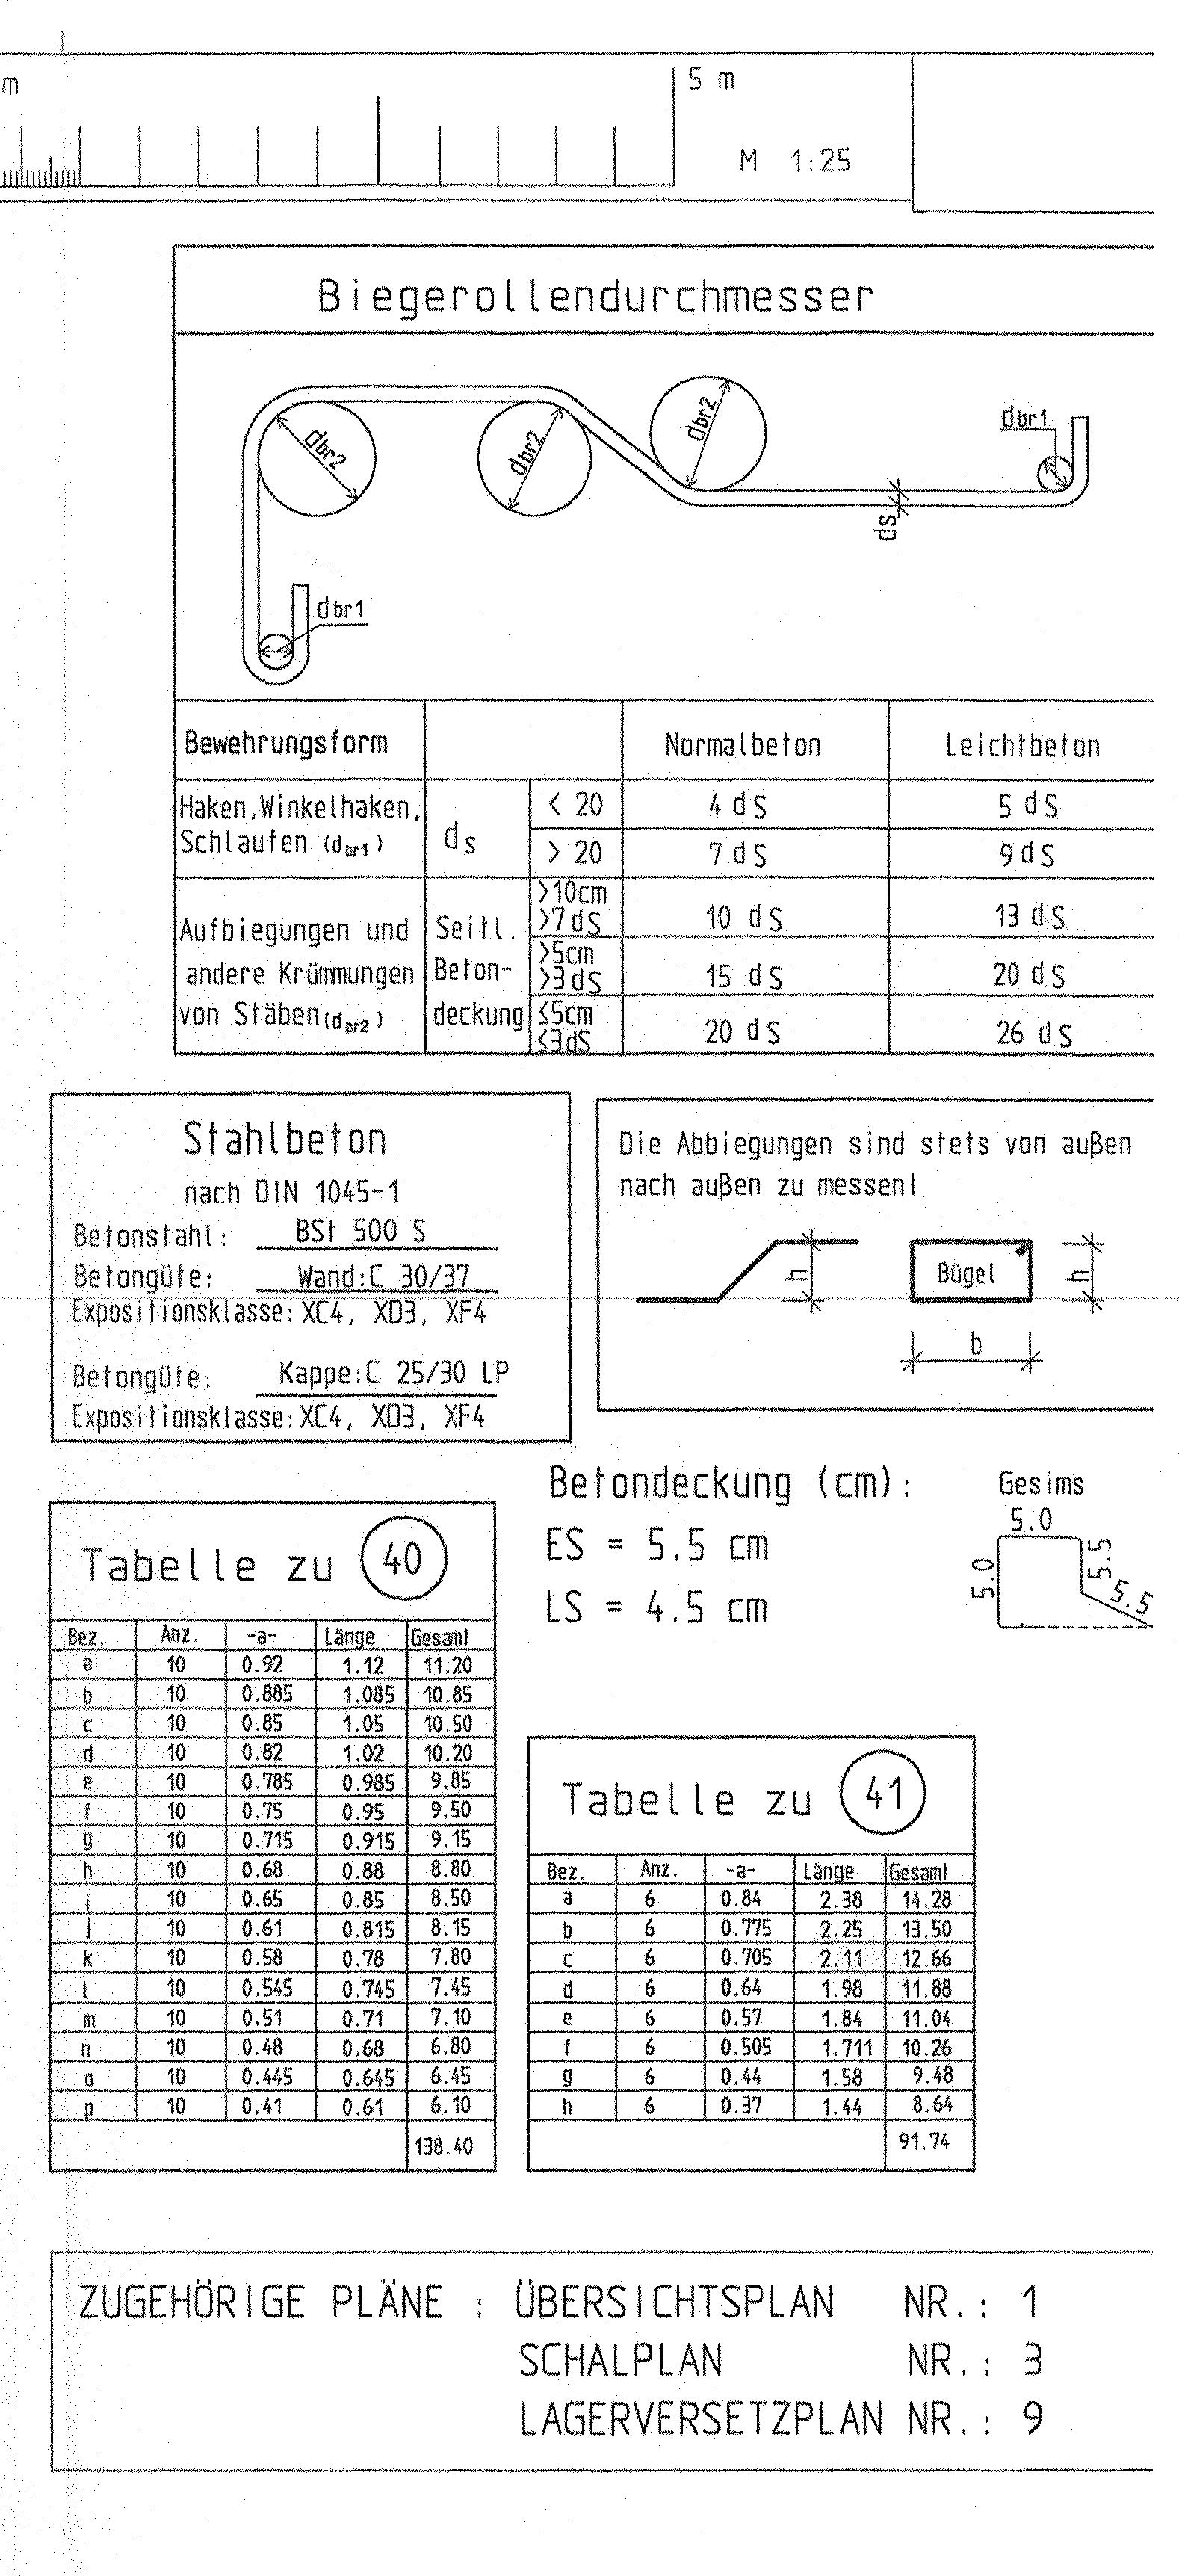 m
5 m
M 1:25
Biegerollendurchmesser
dbr2
dbr2
dbr2
dbr1
ds
dbr1
Bewehrungsform Normalbeton Leichtbeton
Haken,Winkelhaken, < 20 4 dS 5 dS
Schlaufen (dbr1) ds > 20 7 dS 9 dS
>10cm
Aufbiegungen und Seitl. >7dS 10 dS 13 dS
>5cm
andere Krümmungen Beton- >3dS 15 dS 20 dS
von Stäben(dbr2) deckung ≤5cm 20 dS 26 dS
≤3dS
Stahlbeton
nach DIN 1045-1
Betonstahl: BSt 500 S
Betongüte: Wand:C 30/37
Expositionsklasse: XC4, XD3, XF4
Betongüte: Kappe:C 25/30 LP
Expositionsklasse: XC4, XD3, XF4
Die Abbiegungen sind stets von außen
nach außen zu messen!
h
Bügel
h
b
Betondeckung (cm):
ES = 5.5 cm
LS = 4.5 cm
Gesims
5.0
5.0
5.5
5.5
Tabelle zu 40
Bez. Anz. -a- Länge Gesamt
a 10 0.92 1.12 11.20
b 10 0.885 1.085 10.85
c 10 0.85 1.05 10.50
d 10 0.82 1.02 10.20
e 10 0.785 0.985 9.85
f 10 0.75 0.95 9.50
g 10 0.715 0.915 9.15
h 10 0.68 0.88 8.80
i 10 0.65 0.85 8.50
j 10 0.61 0.815 8.15
k 10 0.58 0.78 7.80
l 10 0.545 0.745 7.45
m 10 0.51 0.71 7.10
n 10 0.48 0.68 6.80
o 10 0.445 0.645 6.45
p 10 0.41 0.61 6.10
138.40
Tabelle zu 41
Bez. Anz. -a- Länge Gesamt
a 6 0.84 2.38 14.28
b 6 0.775 2.25 13.50
c 6 0.705 2.11 12.66
d 6 0.64 1.98 11.88
e 6 0.57 1.84 11.04
f 6 0.505 1.711 10.26
g 6 0.44 1.58 9.48
h 6 0.37 1.44 8.64
91.74
ZUGEHÖRIGE PLÄNE : ÜBERSICHTSPLAN NR.: 1
SCHALPLAN NR.: 3
LAGERVERSETZPLAN NR.: 9